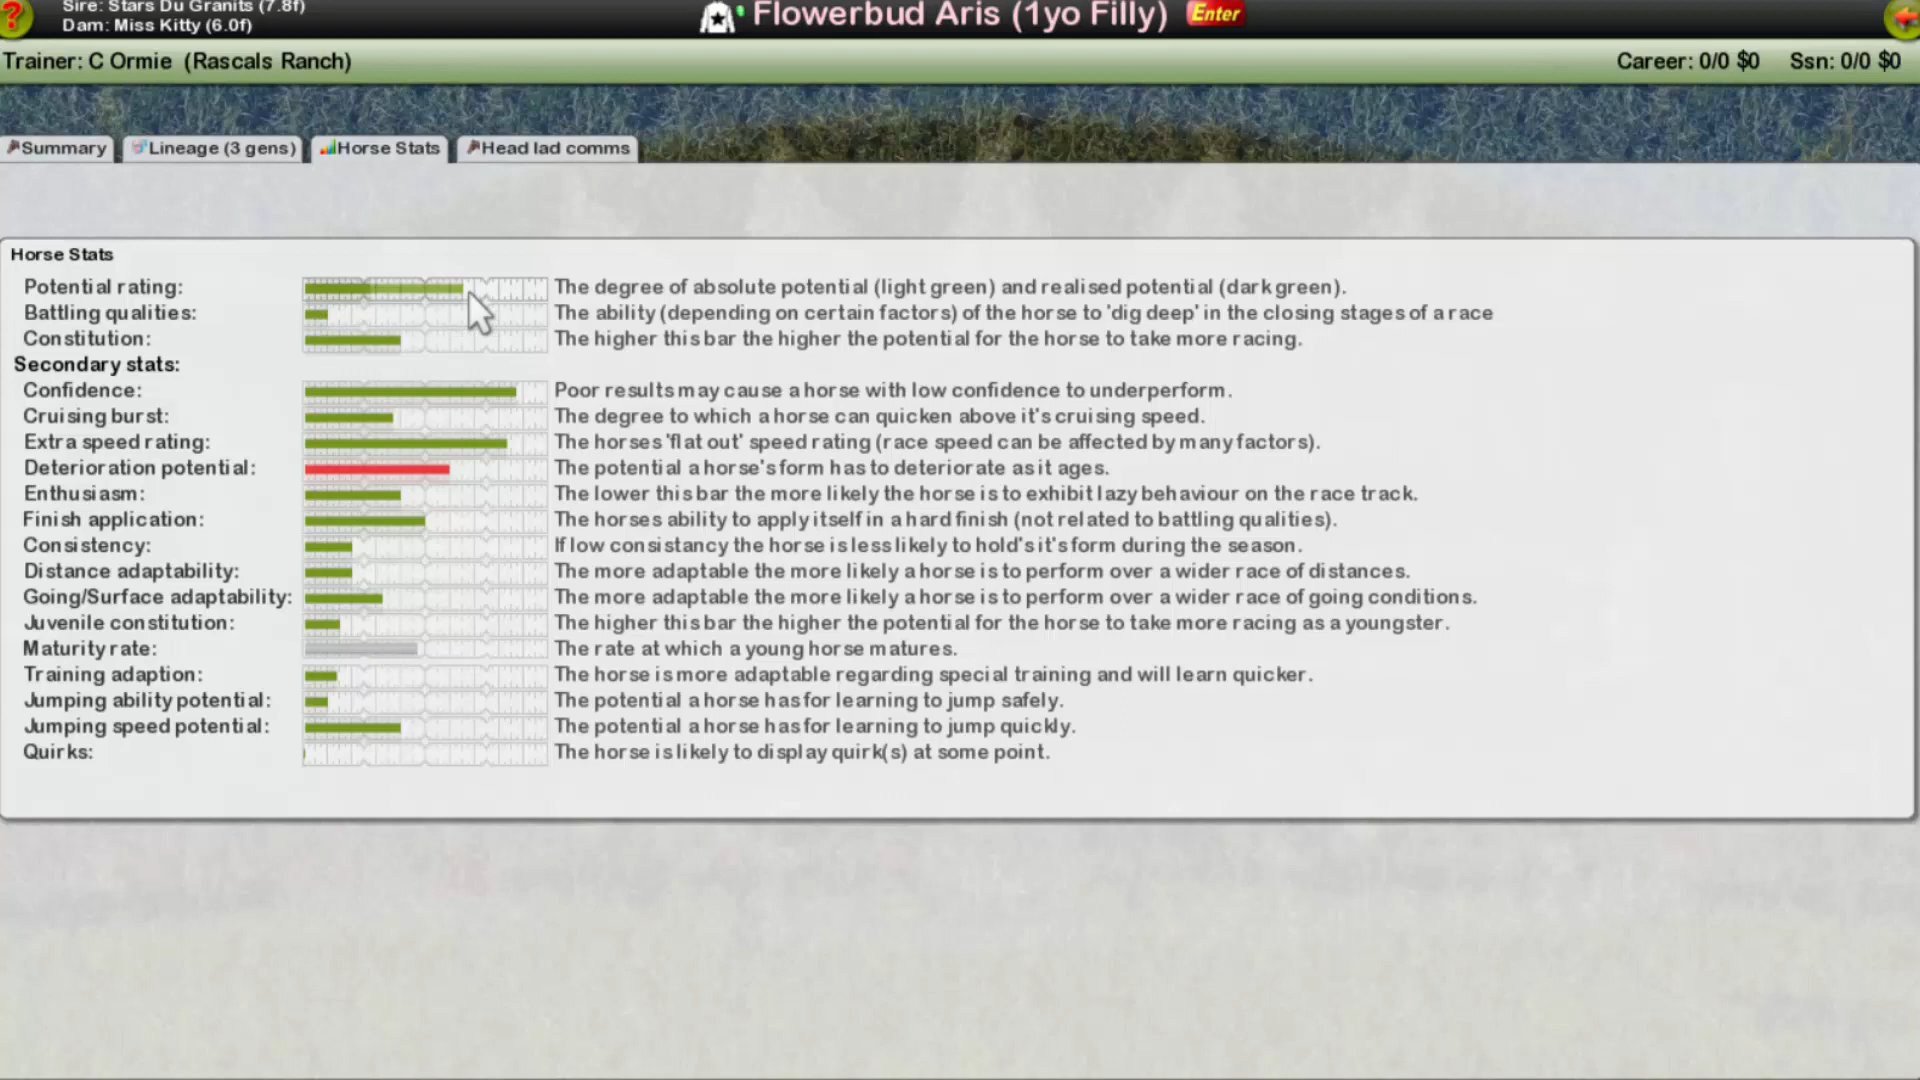 Sire: Stars Du Granits (7.8f)
Dam: Miss Kitty (6.0f)
Flowerbud Aris (1yo Filly) Enter
Trainer: C Ormie (Rascals Ranch) Career: 0/0 $0 Ssn: 0/0 $0
Summary Lineage (3 gens) Horse Stats Head lad comms
Horse Stats
Potential rating: The degree of absolute potential (light green) and realised potential (dark green).
Battling qualities: The ability (depending on certain factors) of the horse to 'dig deep' in the closing stages of a race
Constitution: The higher this bar the higher the potential for the horse to take more racing.
Secondary stats:
Confidence: Poor results may cause a horse with low confidence to underperform.
Cruising burst: The degree to which a horse can quicken above it's cruising speed.
Extra speed rating: The horses 'flat out' speed rating (race speed can be affected by many factors).
Deterioration potential: The potential a horse's form has to deteriorate as it ages.
Enthusiasm: The lower this bar the more likely the horse is to exhibit lazy behaviour on the race track.
Finish application: The horses ability to apply itself in a hard finish (not related to battling qualities).
Consistency: If low consistancy the horse is less likely to hold's it's form during the season.
Distance adaptability: The more adaptable the more likely a horse is to perform over a wider race of distances.
Going/Surface adaptability: The more adaptable the more likely a horse is to perform over a wider race of going conditions.
Juvenile constitution: The higher this bar the higher the potential for the horse to take more racing as a youngster.
Maturity rate: The rate at which a young horse matures.
Training adaption: The horse is more adaptable regarding special training and will learn quicker.
Jumping ability potential: The potential a horse has for learning to jump safely.
Jumping speed potential: The potential a horse has for learning to jump quickly.
Quirks: The horse is likely to display quirk(s) at some point.